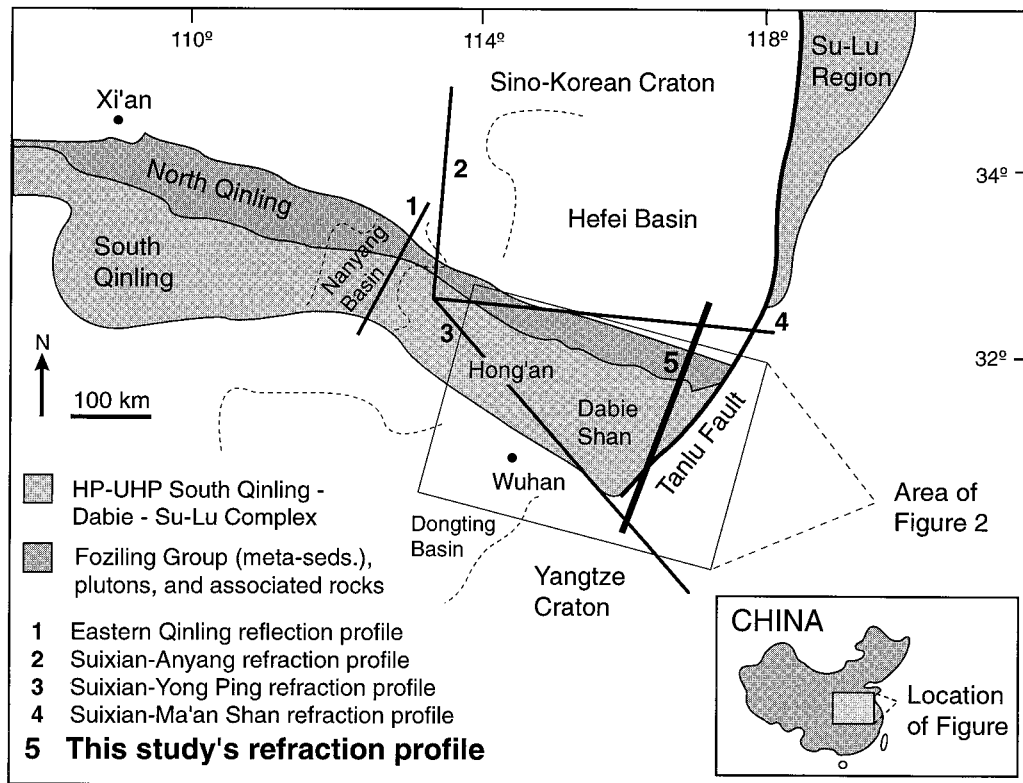 110º
114º
118º
Su-Lu
Region
Xi'an
Sino-Korean Craton
2
34º
North Qinling
1
Hefei Basin
South
Qinling
Nanyang
Basin
3
4
N
32º
100 km
Hong'an
5
Dabie
Shan
Tanlu Fault
Wuhan
Area of
Figure 2
HP-UHP South Qinling -
Dabie - Su-Lu Complex
Dongting
Basin
Foziling Group (meta-seds.),
plutons, and associated rocks
Yangtze
Craton
1 Eastern Qinling reflection profile
2 Suixian-Anyang refraction profile
3 Suixian-Yong Ping refraction profile
4 Suixian-Ma'an Shan refraction profile
5 This study's refraction profile
CHINA
Location
of Figure